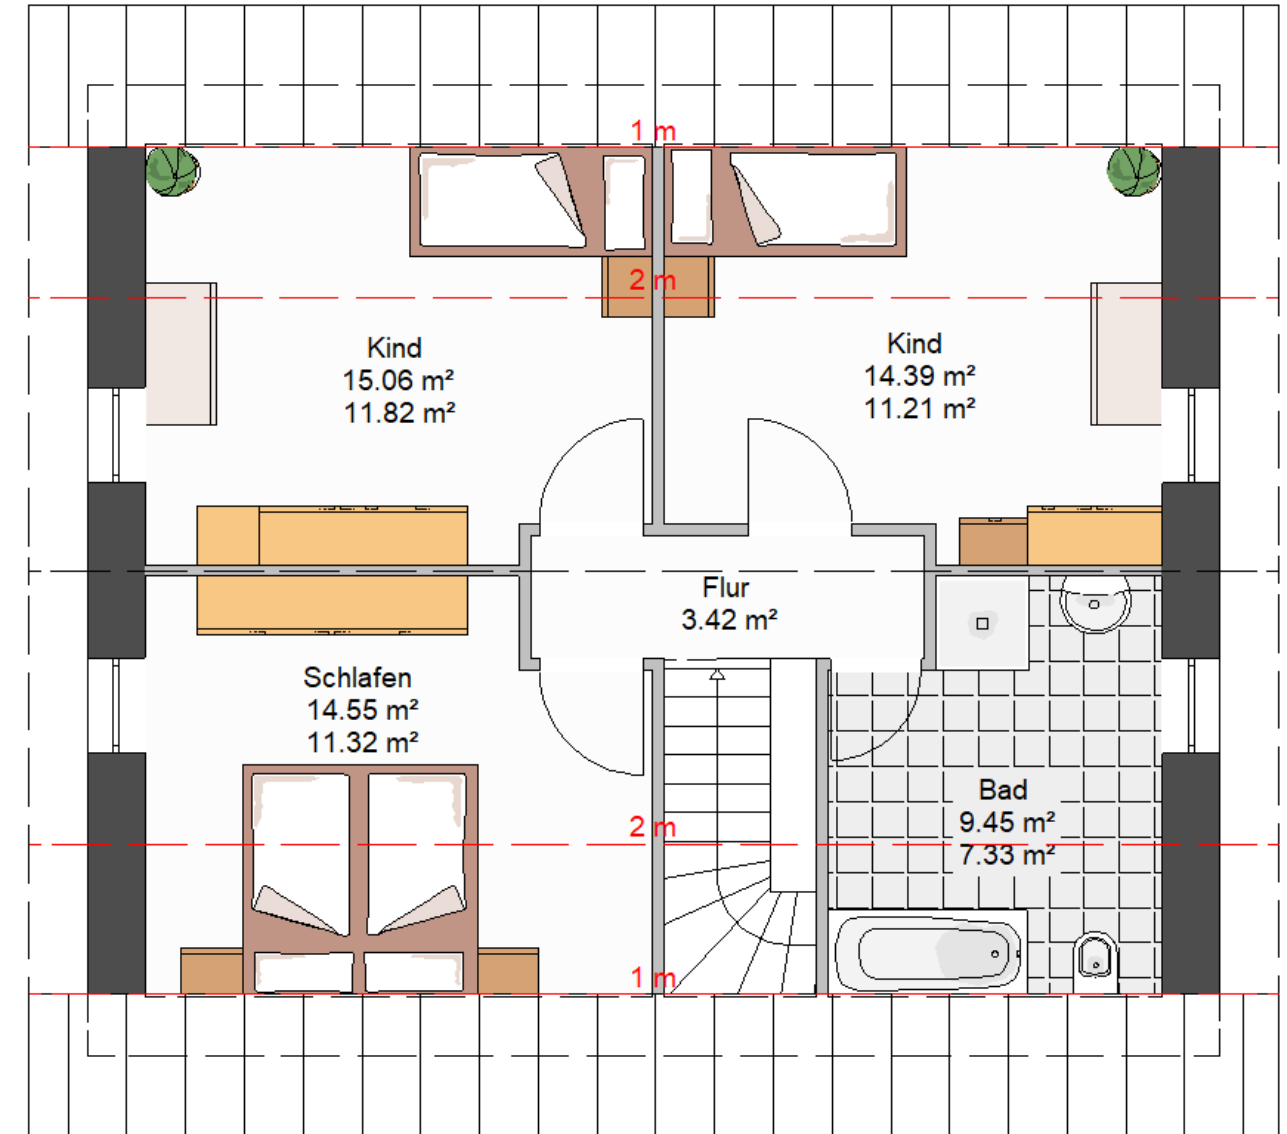 1 m
2 m
Kind
15.06 m²
11.82 m²
Kind
14.39 m²
11.21 m²
Flur
3.42 m²
Schlafen
14.55 m²
11.32 m²
Bad
9.45 m²
7.33 m²
2 m
1 m